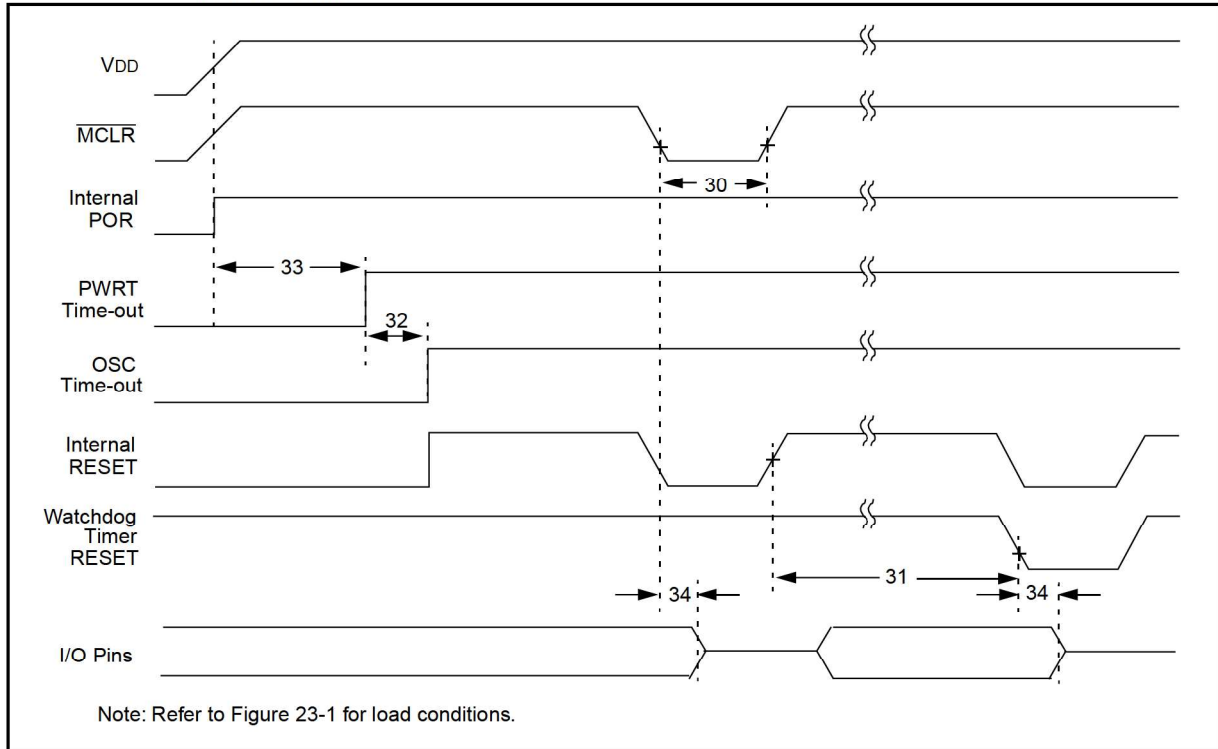 VDD
MCLR
30
Internal
POR
33
PWRT
Time-out
32
OSC
Time-out
Internal
RESET
Watchdog
Timer
RESET
31
34
34
I/O Pins
Note: Refer to Figure 23-1 for load conditions.